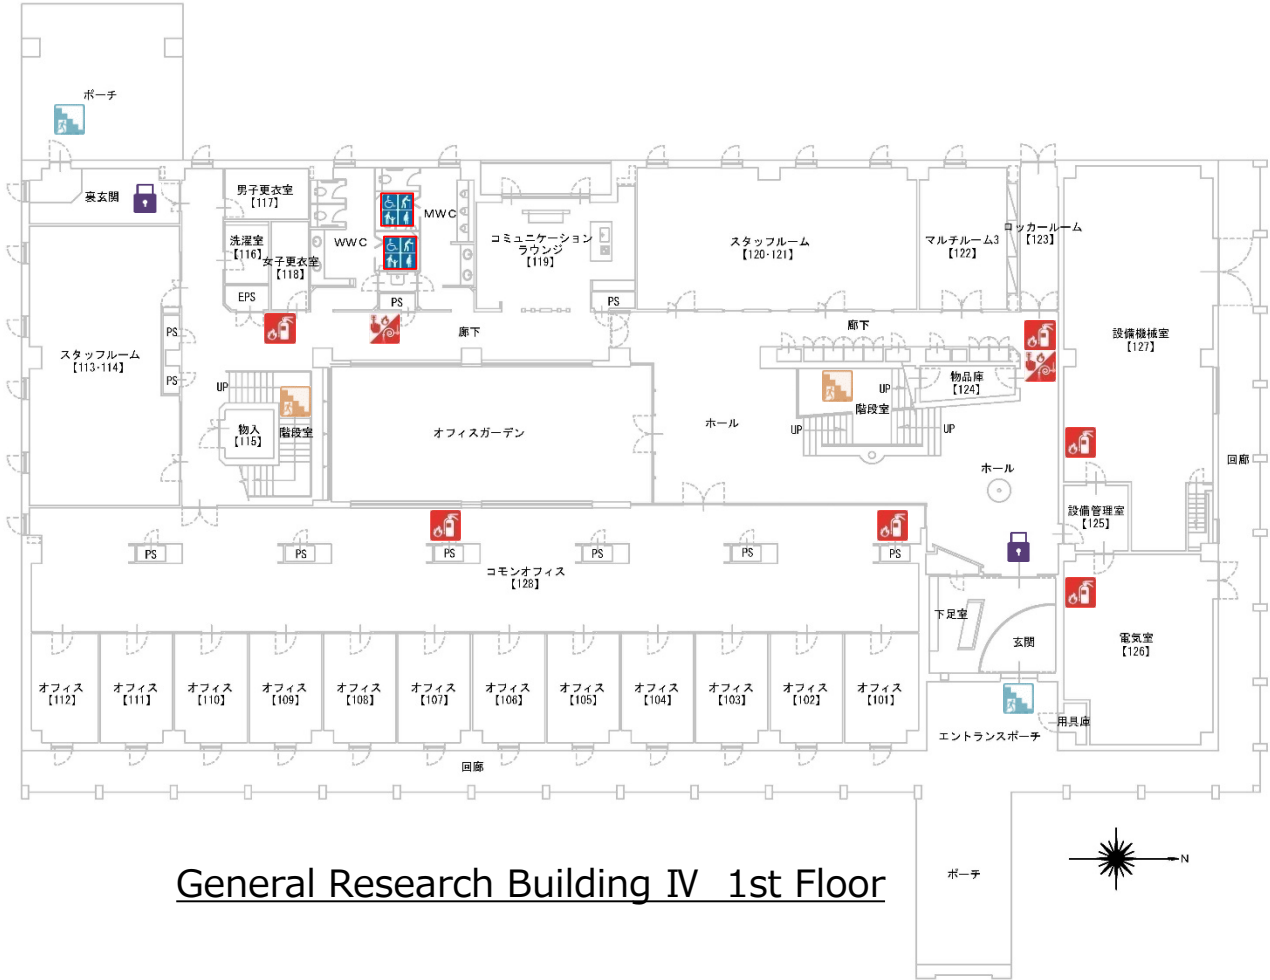 ポーチ
裏玄関
男子更衣室
【117】
洗濯室
【116】
女子更衣室
【118】
EPS
WWC
MWC
PS
コミュニケーション
ラウンジ
【119】
PS
スタッフルーム
【120・121】
マルチルーム3
【122】
ロッカールーム
【123】
設備機械室
【127】
廊下
廊下
スタッフルーム
【113・114】
PS
PS
UP
物入
【115】
階段室
オフィスガーデン
ホール
階段室
UP
UP
UP
物品庫
【124】
ホール
回廊
設備管理室
【125】
PS
PS
PS
PS
PS
PS
コモンオフィス
【128】
下足室
玄関
電気室
【126】
オフィス
【112】
オフィス
【111】
オフィス
【110】
オフィス
【109】
オフィス
【108】
オフィス
【107】
オフィス
【106】
オフィス
【105】
オフィス
【104】
オフィス
【103】
オフィス
【102】
オフィス
【101】
用具庫
エントランスポーチ
回廊
N
ポーチ
General Research Building Ⅳ 1st Floor